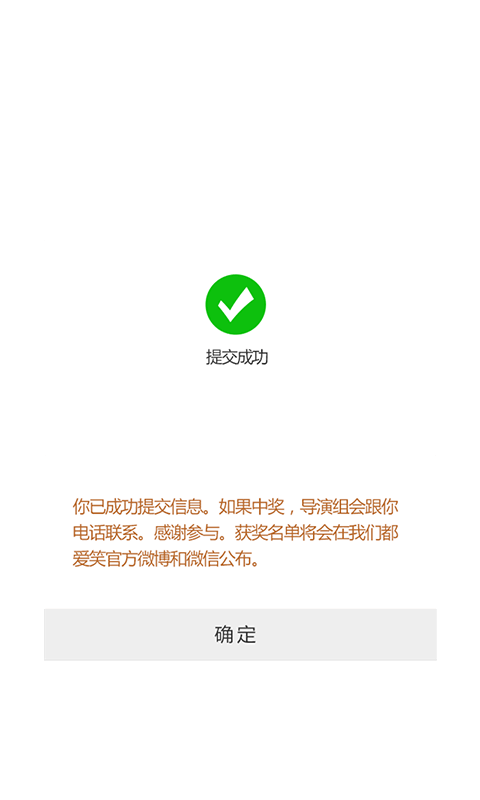 提交成功
你已成功提交信息。如果中奖，导演组会跟你
电话联系。感谢参与。获奖名单将会在我们都
爱笑官方微博和微信公布。
确定